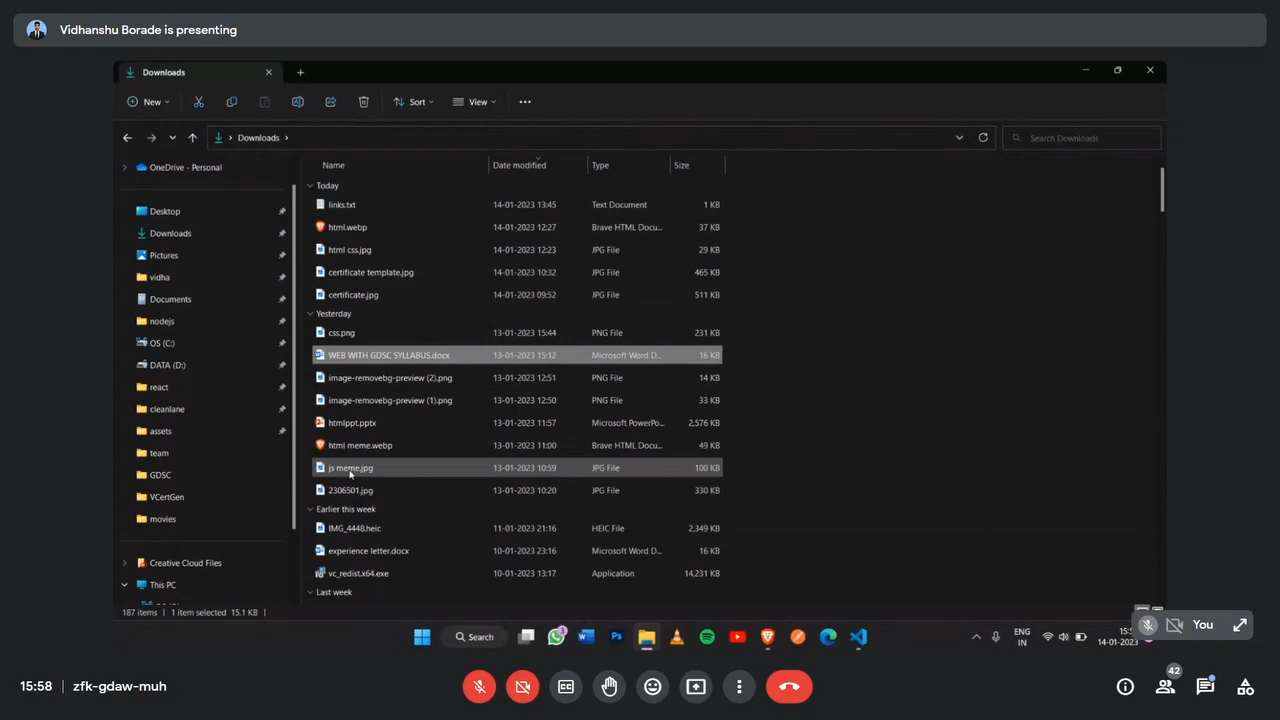 Vidhanshu Borade is presenting
Downloads
New
Sort
View
Downloads
Search Downloads
OneDrive - Personal
Desktop
Downloads
Pictures
vidha
Documents
nodejs
OS (C:)
DATA (D:)
react
cleanlane
assets
team
GDSC
VCertGen
movies
Creative Cloud Files
This PC
Name Date modified Type Size
Today
links.txt 14-01-2023 13:45 Text Document 1 KB
html.webp 14-01-2023 12:27 Brave HTML Docu... 37 KB
html css.jpg 14-01-2023 12:23 JPG File 29 KB
certificate template.jpg 14-01-2023 10:32 JPG File 465 KB
certificate.jpg 14-01-2023 09:52 JPG File 511 KB
Yesterday
css.png 13-01-2023 15:44 PNG File 231 KB
WEB WITH GDSC SYLLABUS.docx 13-01-2023 15:12 Microsoft Word D... 16 KB
image-removebg-preview (2).png 13-01-2023 12:51 PNG File 14 KB
image-removebg-preview (1).png 13-01-2023 12:50 PNG File 33 KB
htmlppt.pptx 13-01-2023 11:57 Microsoft PowerPo... 2,576 KB
html meme.webp 13-01-2023 11:00 Brave HTML Docu... 49 KB
js meme.jpg 13-01-2023 10:59 JPG File 100 KB
2306501.jpg 13-01-2023 10:20 JPG File 330 KB
Earlier this week
IMG_4448.heic 11-01-2023 21:16 HEIC File 2,349 KB
experience letter.docx 10-01-2023 23:16 Microsoft Word D... 16 KB
vc_redist.x64.exe 10-01-2023 13:17 Application 14,231 KB
Last week
187 items 1 item selected 15.1 KB
Search
3
Ps
ENG
IN
14-01-2023
You
15:58 zfk-gdaw-muh
42